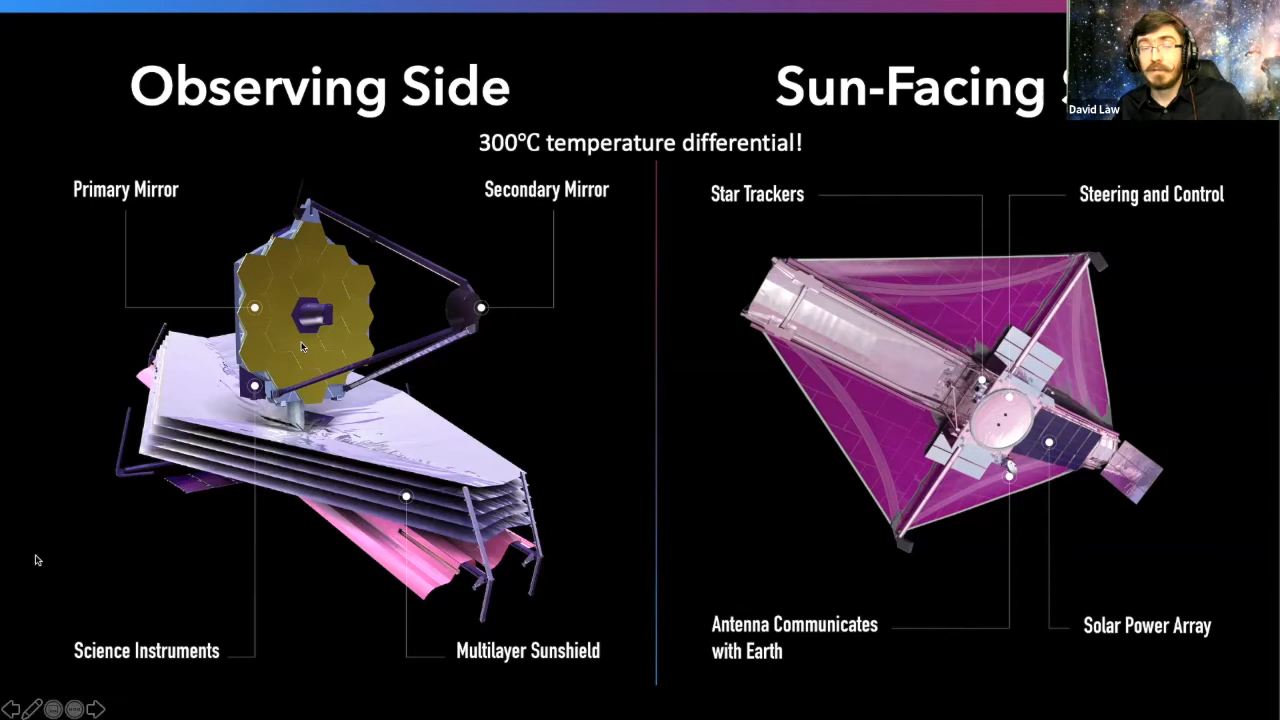 Observing Side
Sun-Facing
David Law
300°C temperature differential!
Primary Mirror
Secondary Mirror
Star Trackers
Steering and Control
Science Instruments
Multilayer Sunshield
Antenna Communicates
with Earth
Solar Power Array